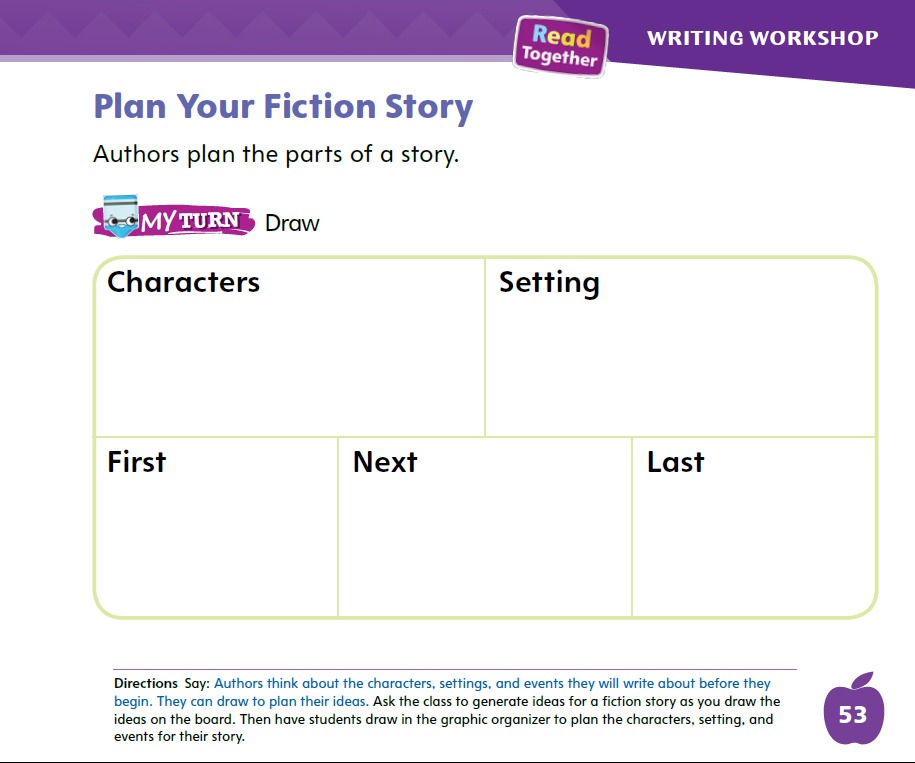 Read
Together
WRITING WORKSHOP
Plan Your Fiction Story
Authors plan the parts of a story.
MY TURN Draw
Characters Setting
First Next Last
Directions Say: Authors think about the characters, settings, and events they will write about before they
begin. They can draw to plan their ideas. Ask the class to generate ideas for a fiction story as you draw the
ideas on the board. Then have students draw in the graphic organizer to plan the characters, setting, and
events for their story.
53